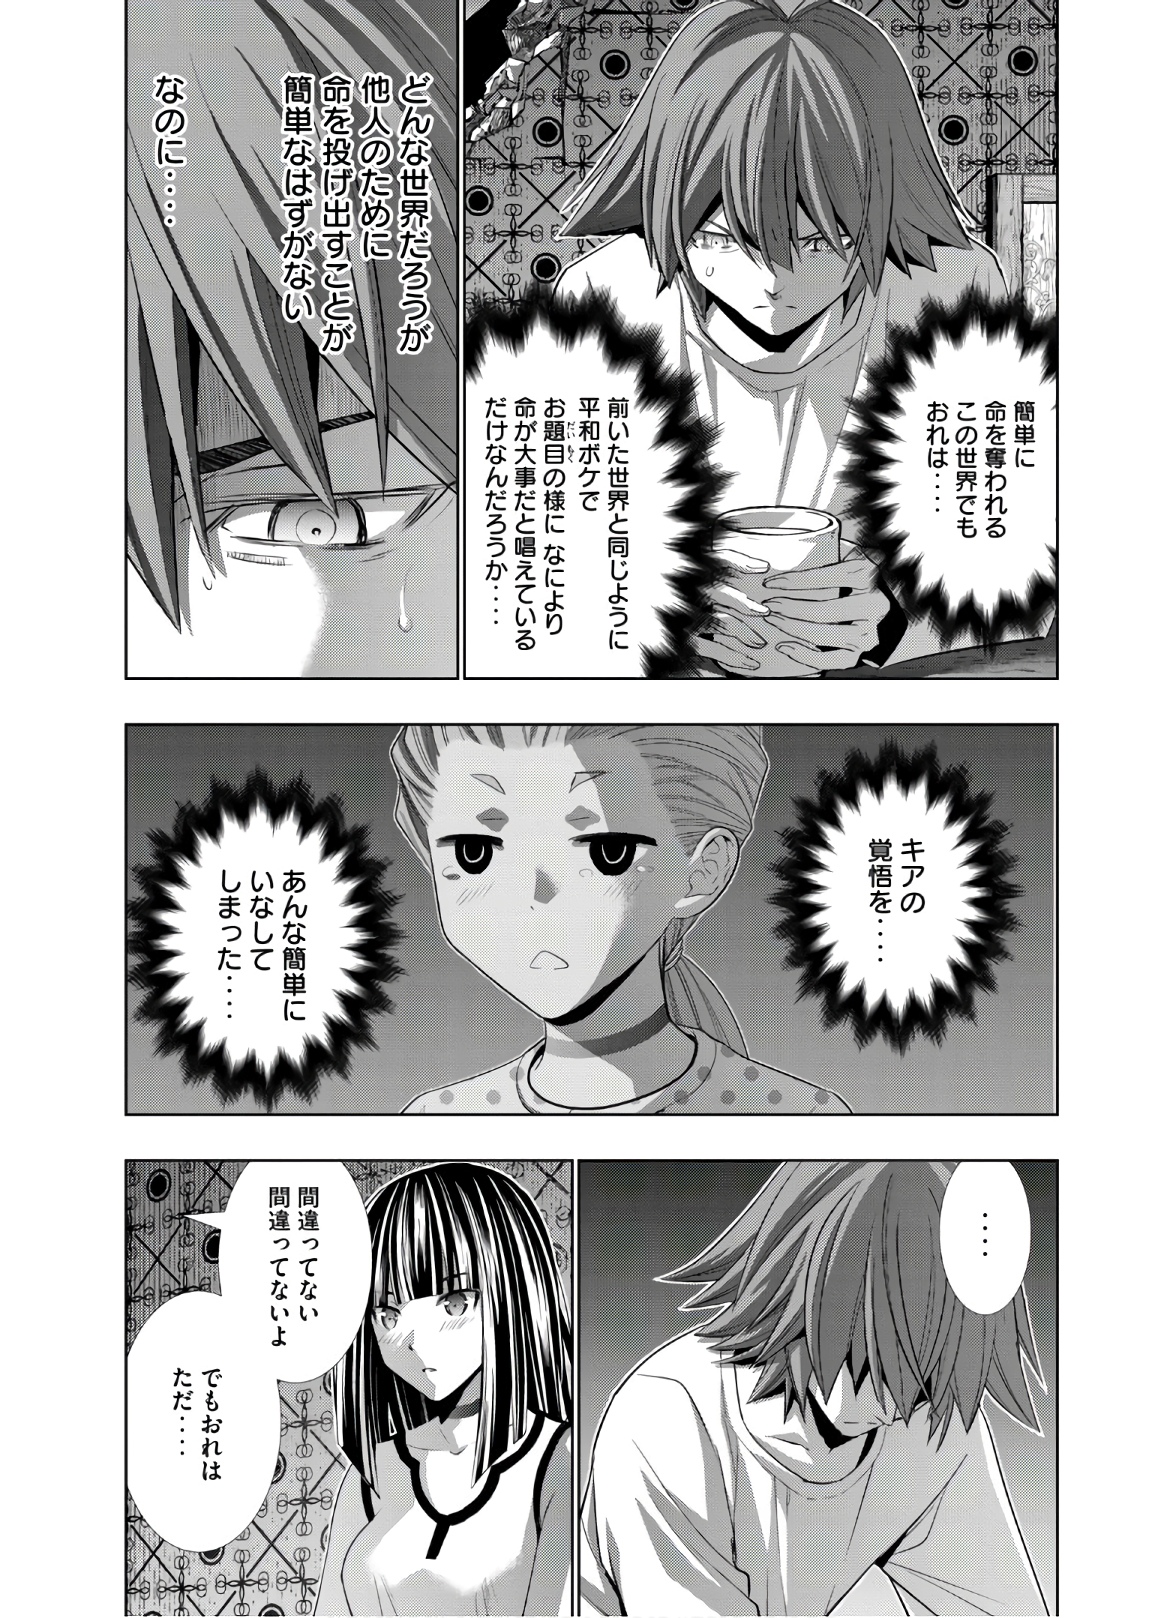 簡単に
命を奪われる
この世界でも
おれは‥‥
前いた世界と同じように
平和ボケで
お題目の様に なにより
だいもく
命が大事だと唱えている
だけなんだろうか‥‥
どんな世界だろうが
他人のために
命を投げ出すことが
簡単なはずがない
なのに‥‥‥
キアの
覚悟を‥‥
あんな簡単に
いなして
しまった‥‥
‥‥
間違ってない
間違ってないよ
でもおれは
ただ‥‥